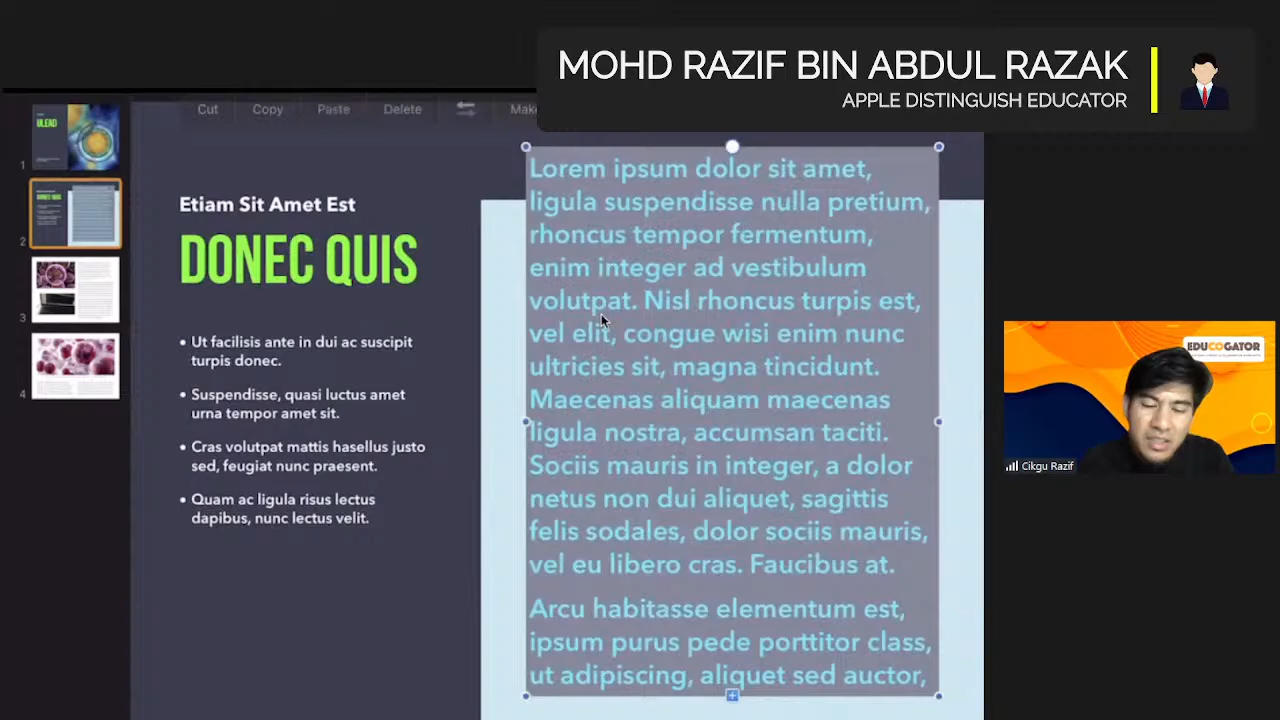 MOHD RAZIF BIN ABDUL RAZAK
APPLE DISTINGUISH EDUCATOR
Cut Copy Paste Delete Make
ULEAD
1
DONEC QUIS
2
3
4
Etiam Sit Amet Est
DONEC QUIS
• Ut facilisis ante in dui ac suscipit
turpis donec.
• Suspendisse, quasi luctus amet
urna tempor amet sit.
• Cras volutpat mattis hasellus justo
sed, feugiat nunc praesent.
• Quam ac ligula risus lectus
dapibus, nunc lectus velit.
Lorem ipsum dolor sit amet,
ligula suspendisse nulla pretium,
rhoncus tempor fermentum,
enim integer ad vestibulum
volutpat. Nisl rhoncus turpis est,
vel elit, congue wisi enim nunc
ultricies sit, magna tincidunt.
Maecenas aliquam maecenas
ligula nostra, accumsan taciti.
Sociis mauris in integer, a dolor
netus non dui aliquet, sagittis
felis sodales, dolor sociis mauris,
vel eu libero cras. Faucibus at.
Arcu habitasse elementum est,
ipsum purus pede porttitor class,
ut adipiscing, aliquet sed auctor,
EDUCOGATOR
Cikgu Razif